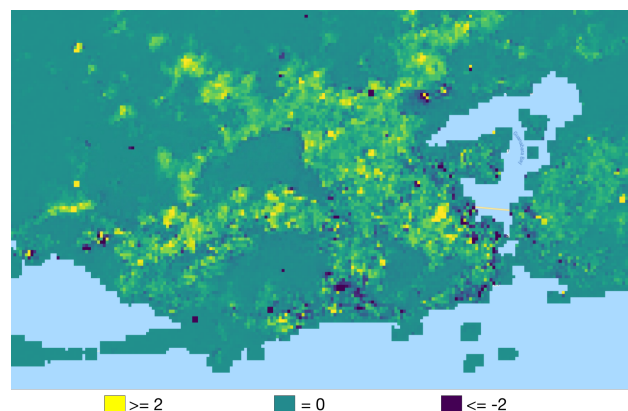 >= 2 = 0 <= -2